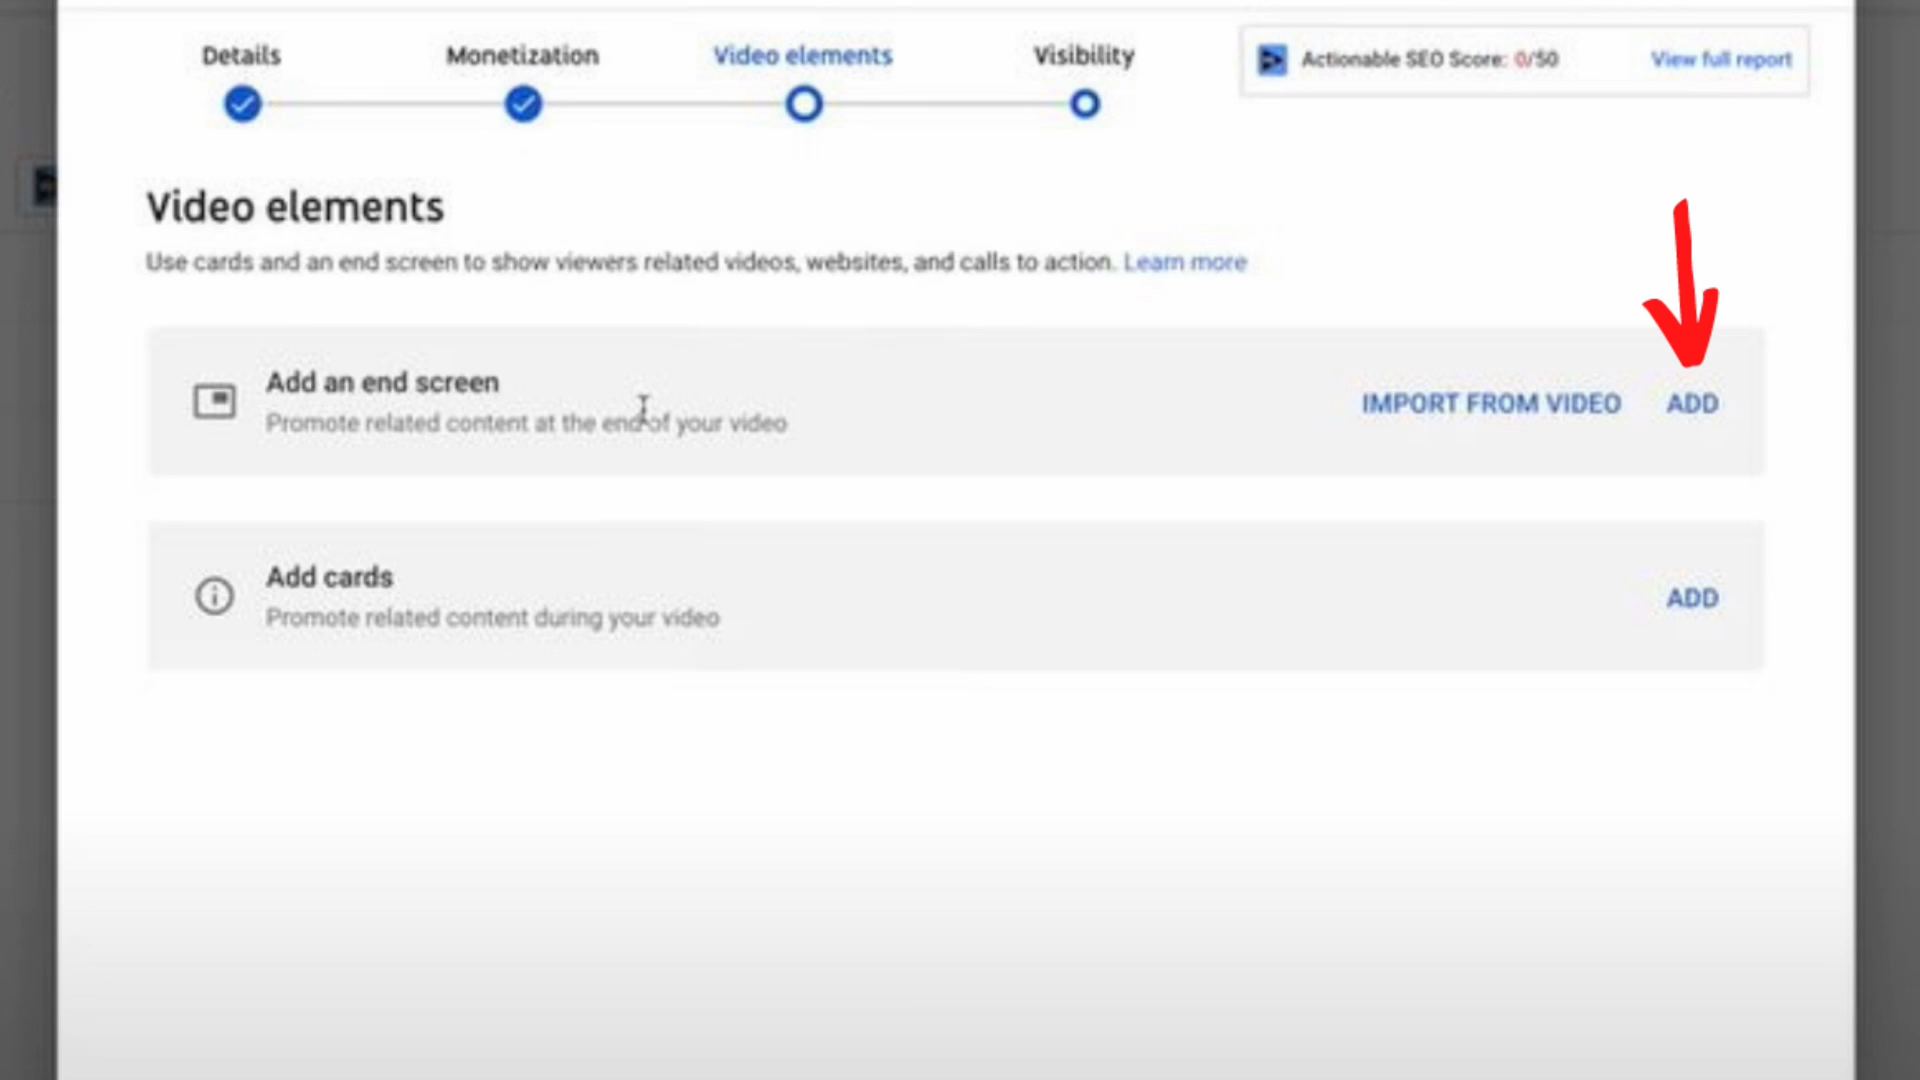 Details Monetization Video elements Visibility
Actionable SEO Score: 0/50 View full report
Video elements
Use cards and an end screen to show viewers related videos, websites, and calls to action. Learn more
Add an end screen
Promote related content at the end of your video
IMPORT FROM VIDEO ADD
Add cards
Promote related content during your video
ADD